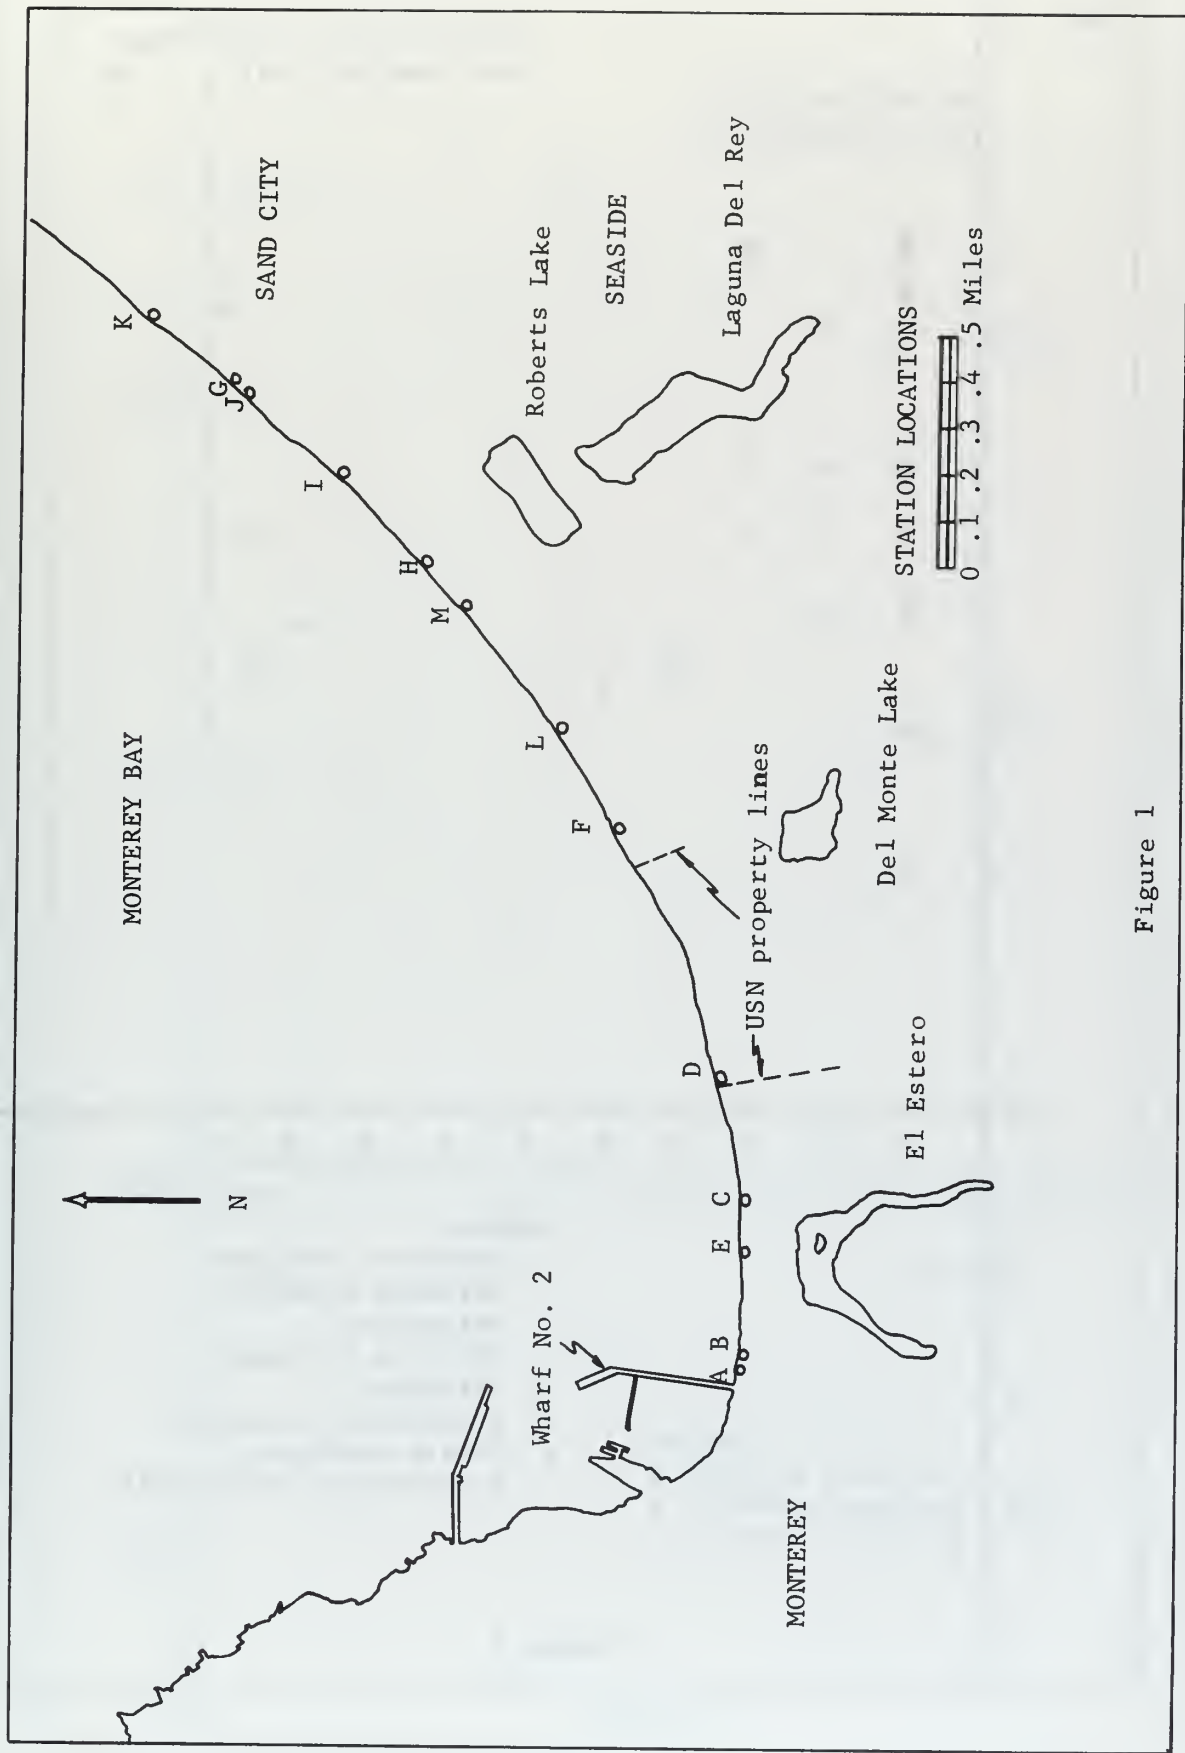 MONTEREY BAY
N
K
G
J
I
H
M
L
F
D
C
E
B
A
SAND CITY
Roberts Lake
SEASIDE
Laguna Del Rey
Wharf No. 2
USN property lines
Del Monte Lake
El Estero
MONTEREY
STATION LOCATIONS
0 .1 .2 .3 .4 .5 Miles
Figure 1